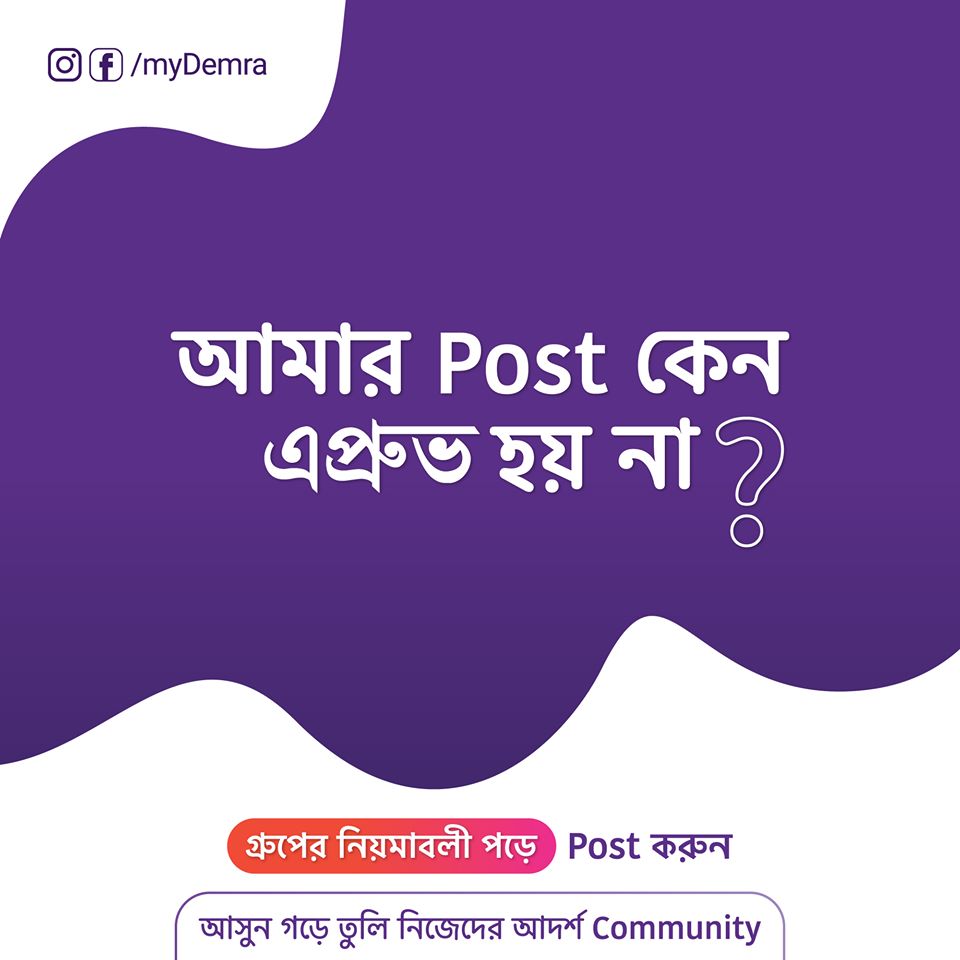 /myDemra
আমার Post কেন
এপ্রুভ হয় না?
গ্রুপের নিয়মাবলী পড়ে Post করুন
আসুন গড়ে তুলি নিজেদের আদর্শ Community